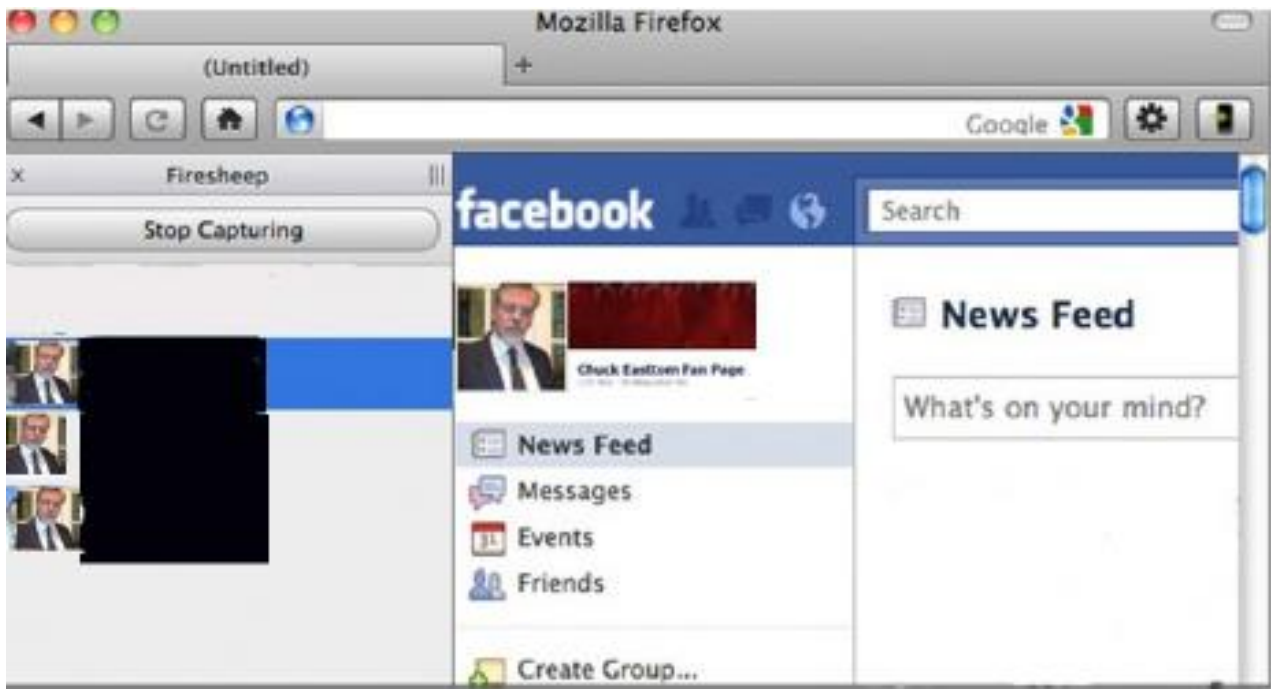 Mozilla Firefox
(Untitled)
+
Google
x Firesheep
Stop Capturing
facebook
Search
Chuck Easttom Fan Page
News Feed
Messages
31 Events
Friends
Create Group...
News Feed
What's on your mind?